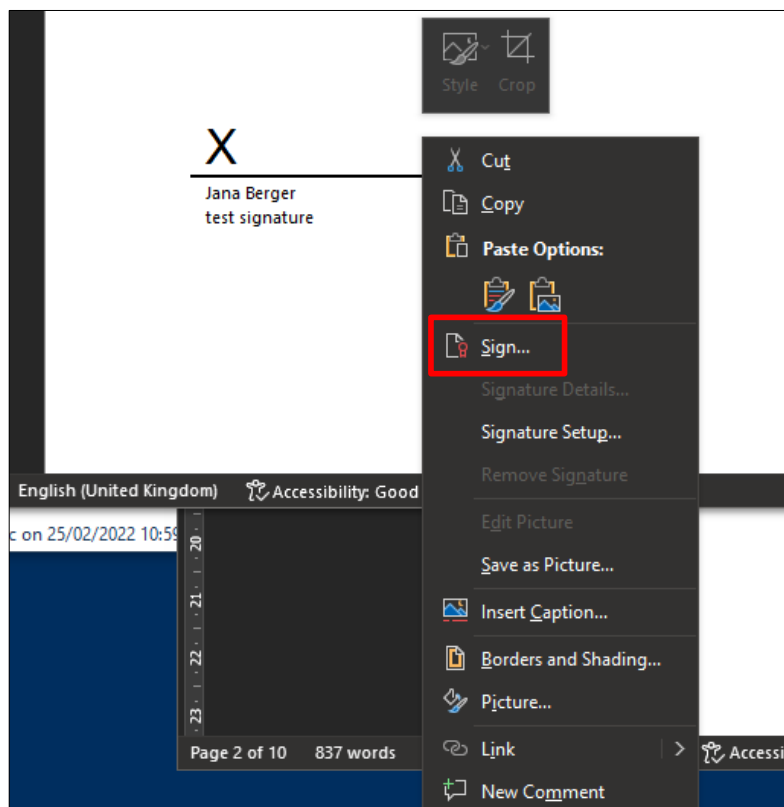 Style Crop
X
Jana Berger
test signature
Cut
Copy
Paste Options:
Sign...
Signature Details...
Signature Setup...
Remove Signature
English (United Kingdom) Accessibility: Good
Edit Picture
c on 25/02/2022 10:59
20
Save as Picture...
21
Insert Caption...
22
Borders and Shading...
Picture...
23
Page 2 of 10 837 words
Link
Accessi
New Comment